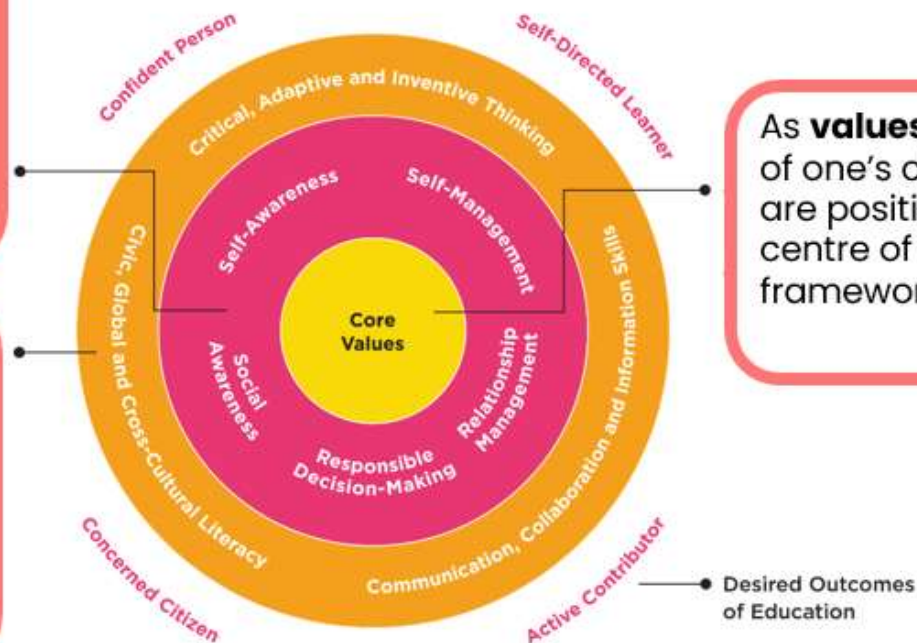 Confident Person
Self-Directed Learner
Critical, Adaptive and Inventive Thinking
Self-Awareness
Self-Management
Core
Values
Civic, Global and Cross-Cultural Literacy
Communication, Collaboration and Information Skills
Social
Awareness
Relationship
Management
Responsible
Decision-Making
Concerned Citizen
Active Contributor
Desired Outcomes
of Education
As values
of one's
are
centre of